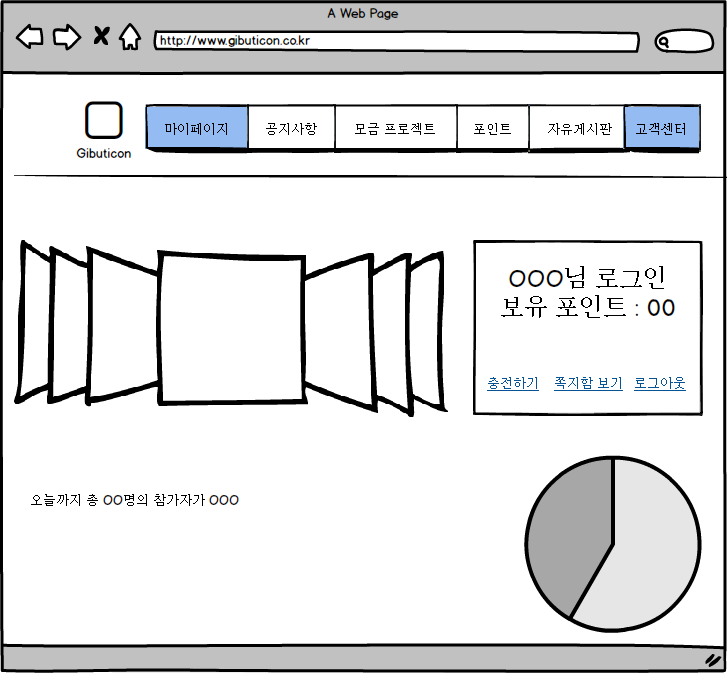 A Web Page
http://www.gibuticon.co.kr
Gibuticon
마이페이지 공지사항 모금 프로젝트 포인트 자유게시판 고객센터
OOO님 로그인
보유 포인트 : 00
충전하기 쪽지함 보기 로그아웃
오늘까지 총 OO명의 참가자가 OOO